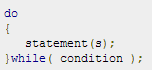 do
{
   statement(s);
}while( condition );